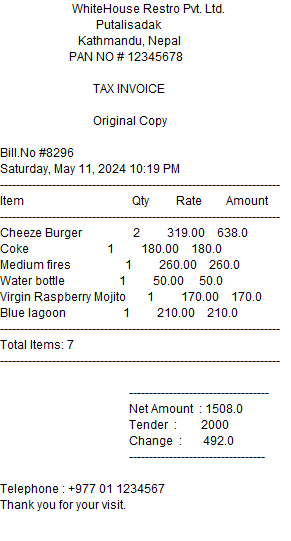 WhiteHouse Restro Pvt. Ltd.
Putalisadak
Kathmandu, Nepal
PAN NO # 12345678
TAX INVOICE
Original Copy
Bill.No #8296
Saturday, May 11, 2024 10:19 PM
Item Qty Rate Amount
Cheeze Burger 2 319.00 638.0
Coke 1 180.00 180.0
Medium fires 1 260.00 260.0
Water bottle 1 50.00 50.0
Virgin Raspberry Mojito 1 170.00 170.0
Blue lagoon 1 210.00 210.0
Total Items: 7
Net Amount : 1508.0
Tender : 2000
Change : 492.0
Telephone : +977 01 1234567
Thank you for your visit.